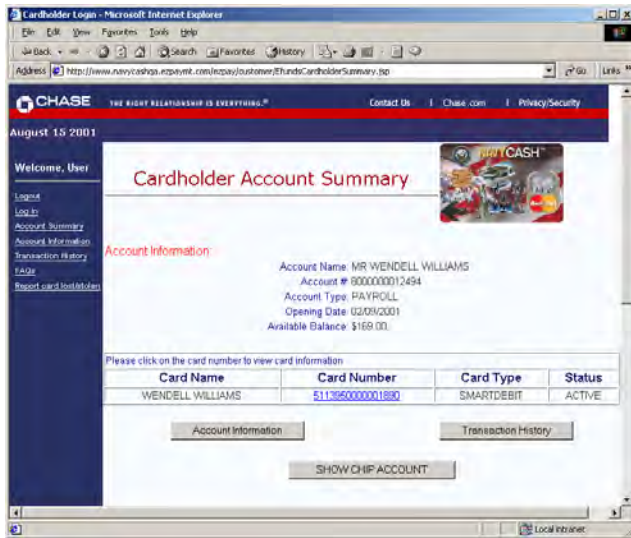 Cardholder Login - Microsoft Internet Explorer
File Edit View Favorites Tools Help
Back Search Favorites History
Address http://www.navycashqa.ezpaymt.com/ezpay/customer/EfundsCardholderSummary.jsp Go Links »
CHASE THE RIGHT RELATIONSHIP IS EVERYTHING.® Contact Us | Chase.com | Privacy/Security
August 15 2001
Welcome, User
Logout
Log In
Account Summary
Account Information
Transaction History
FAQs
Report card lost/stolen
Cardholder Account Summary
NAVYCASH™
MasterCard
Account Information:
Account Name: MR WENDELL WILLIAMS
Account # 8000000012494
Account Type: PAYROLL
Opening Date: 02/09/2001
Available Balance: $169.00.
Please click on the card number to view card information
Card Name Card Number Card Type Status
WENDELL WILLIAMS 5113950000001890 SMARTDEBIT ACTIVE
Account Information Transaction History
SHOW CHIP ACCOUNT
Local intranet